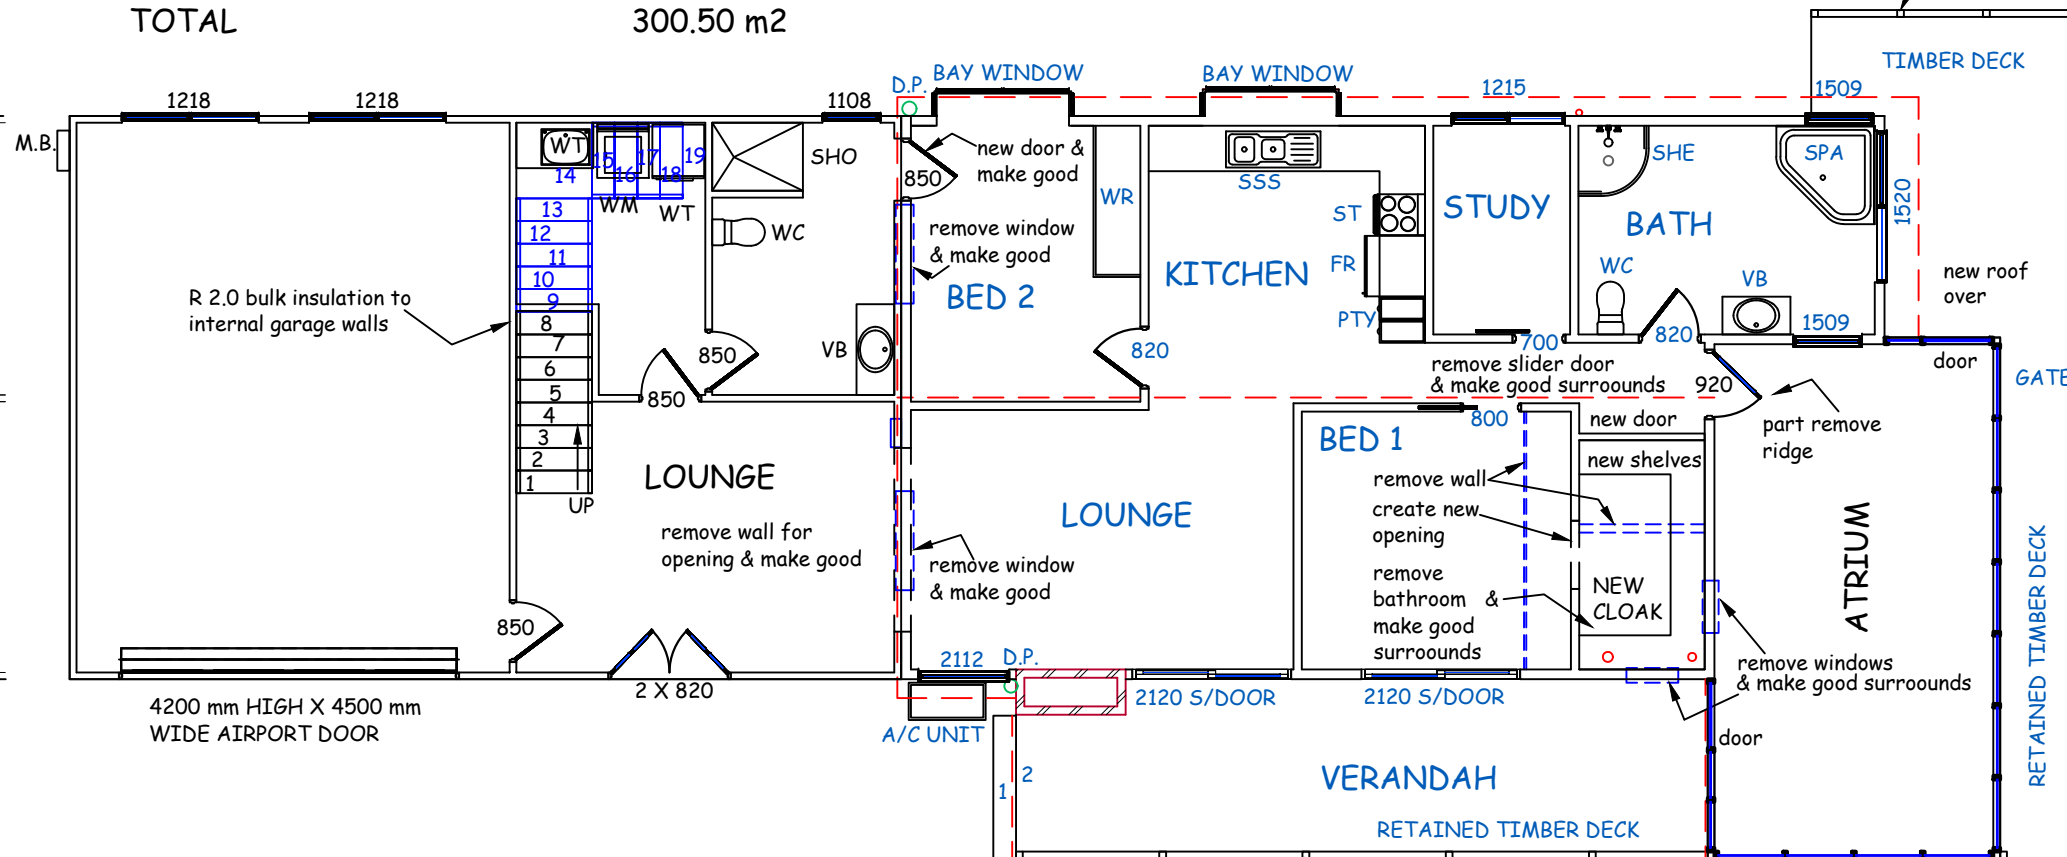 TOTAL 300.50 m2
TIMBER DECK
D.P.
BAY WINDOW
BAY WINDOW
1215
1509
1218
1218
1108
M.B.
WT
15
16
17
18
19
14
WM
WT
SHO
WC
850
new door &
make good
WR
SSS
ST
FR
PTY
KITCHEN
STUDY
SHE
SPA
BATH
1520
WC
VB
1509
820
700
13
12
11
10
9
8
7
6
5
4
3
2
1
UP
R 2.0 bulk insulation to
internal garage walls
850
VB
850
remove window
& make good
BED 2
820
new roof
over
door
GATE
remove slider door
& make good surroounds
920
part remove
ridge
800
new door
new shelves
BED 1
remove wall
create new
opening
remove
bathroom &
make good
surroounds
NEW
CLOAK
LOUNGE
remove wall for
opening & make good
LOUNGE
remove window
& make good
ATRIUM
RETAINED TIMBER DECK
850
2 X 820
2112
D.P.
A/C UNIT
2120 S/DOOR
2120 S/DOOR
remove windows
& make good surroounds
door
4200 mm HIGH X 4500 mm
WIDE AIRPORT DOOR
1
2
VERANDAH
RETAINED TIMBER DECK